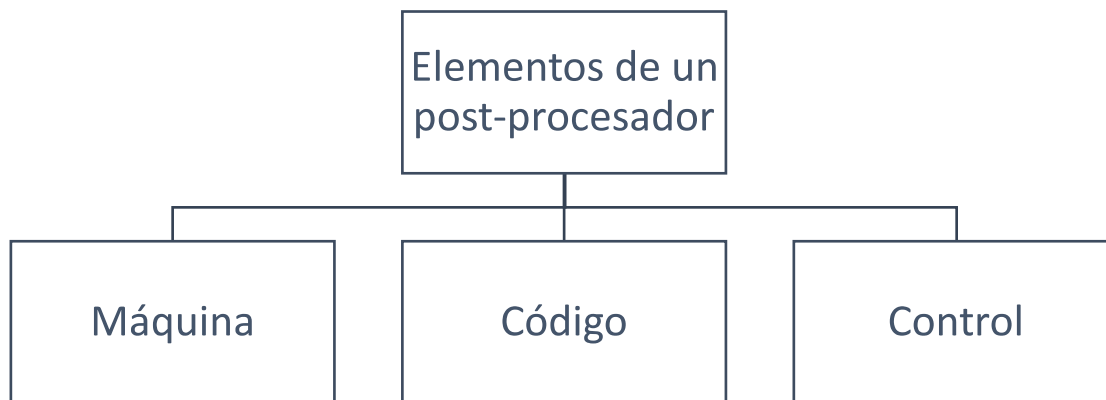 Elementos de un
post-procesador
Máquina
Código
Control